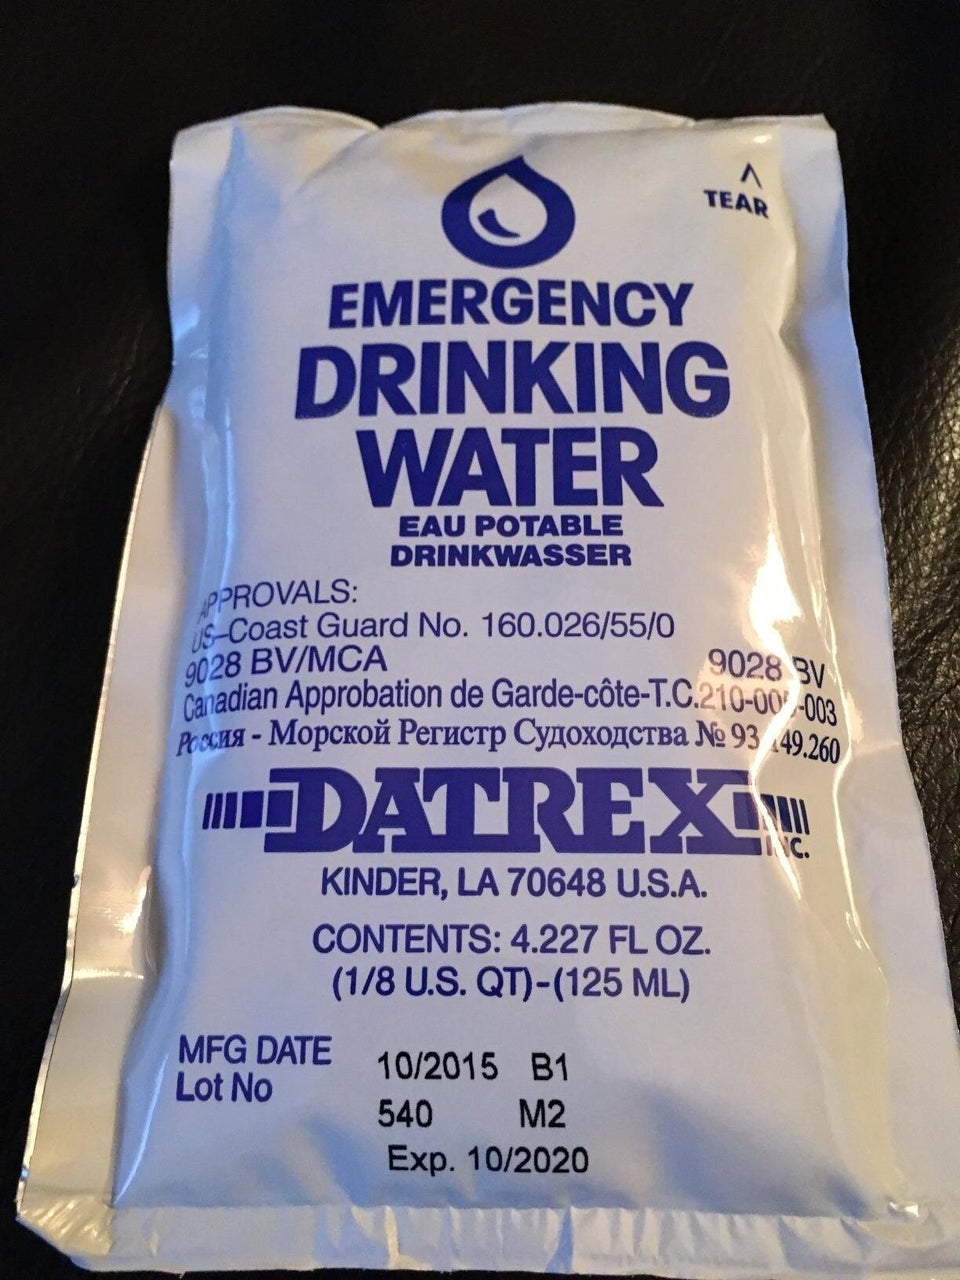 TEAR
EMERGENCY
DRINKING
WATER
EAU POTABLE
DRINKWASSER
APPROVALS:
US-Coast Guard No. 160.026/55/0
9028 BV/MCA 9028 BV
Canadian Approbation de Garde-côte-T.C.
Россия - Морской Регистр Судоходства №
DATREX
INC.
KINDER, LA 70648 U.S.A.
CONTENTS: 4.227 FL OZ.
(1/8 U.S. QT)-(125 ML)
MFG DATE 10/2015 B1
Lot No 540 M2
Exp. 10/2020